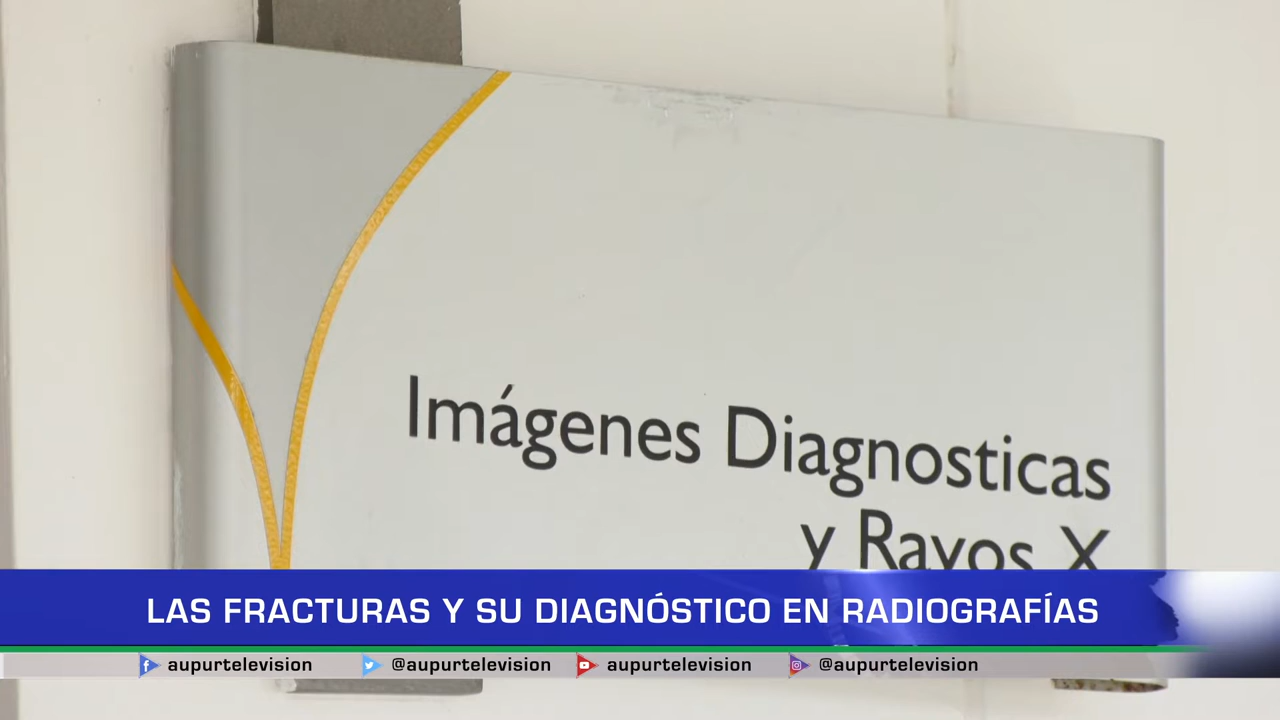 Imágenes Diagnosticas
y Rayos X
LAS FRACTURAS Y SU DIAGNÓSTICO EN RADIOGRAFÍAS
aupurtelevision @aupurtelevision aupurtelevision @aupurtelevision